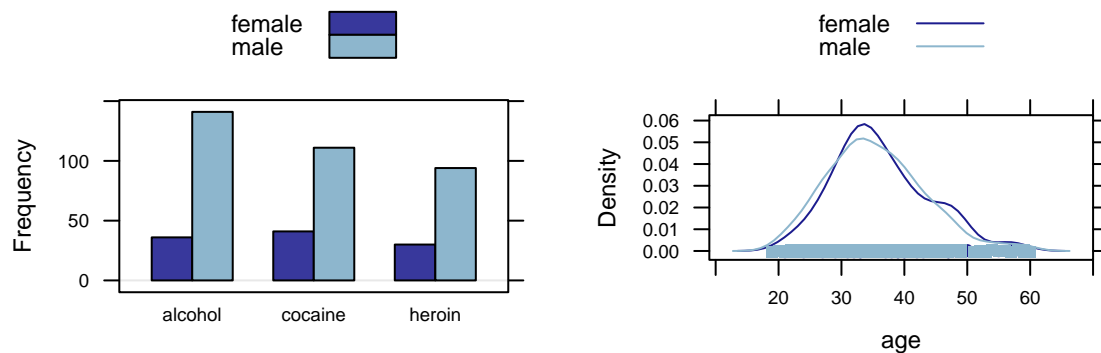 female
male
Frequency
100
50
0
alcohol cocaine heroin
female
male
Density
0.06
0.05
0.04
0.03
0.02
0.01
0.00
20 30 40 50 60
age